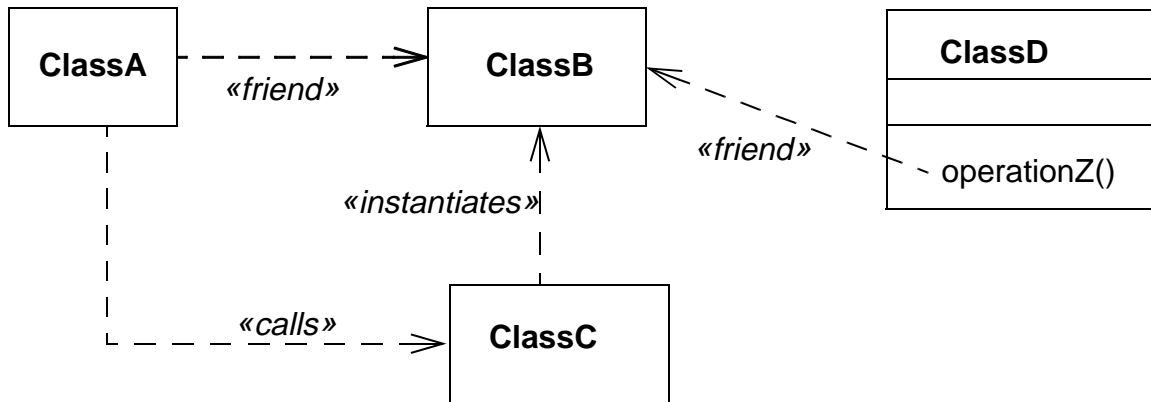 ClassA
ClassB
ClassD
«friend»
«friend»
operationZ()
«instantiates»
«calls»
ClassC